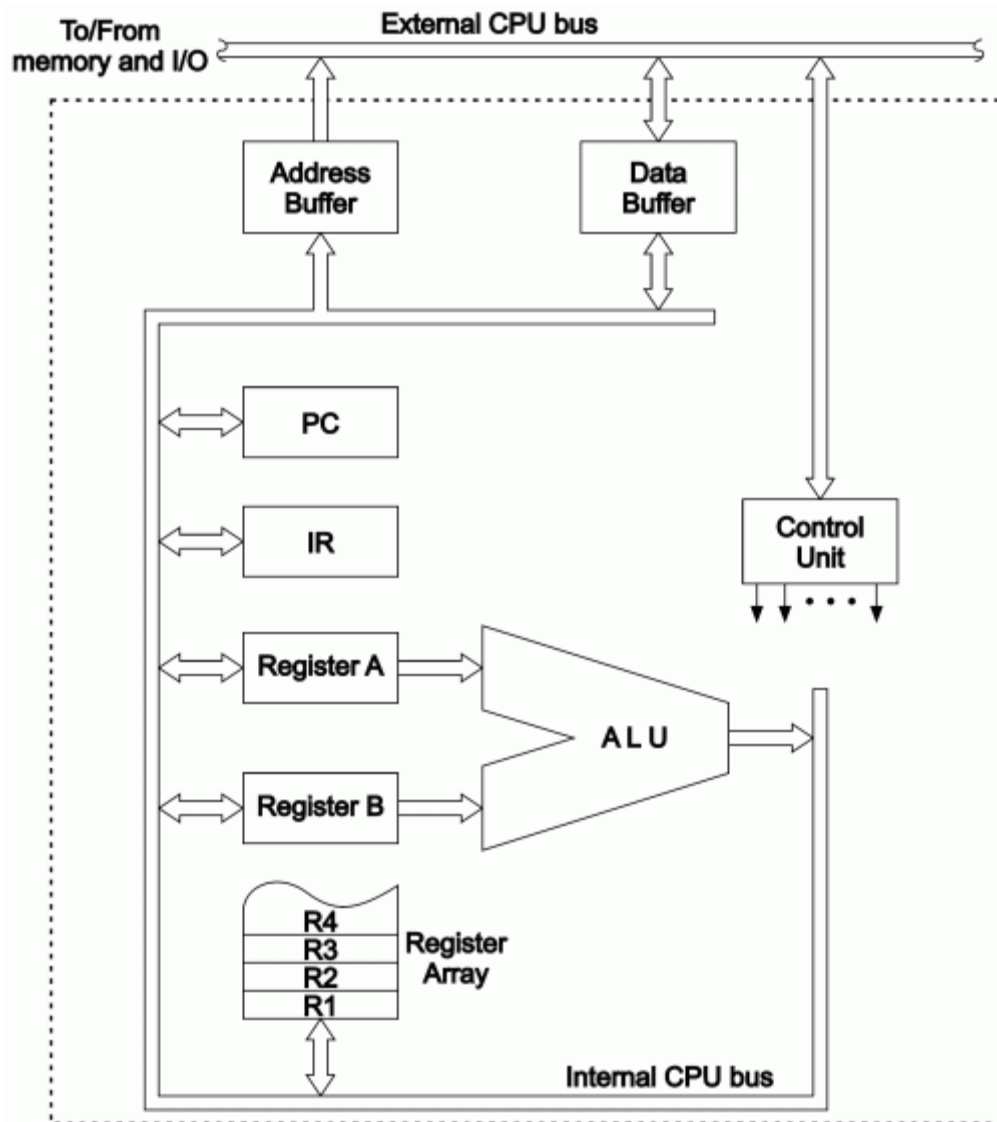 To/From
memory and I/O
External CPU bus
Address
Buffer
Data
Buffer
PC
IR
Control
Unit
Register A
A L U
Register B
R4
R3
R2
R1
Register
Array
Internal CPU bus